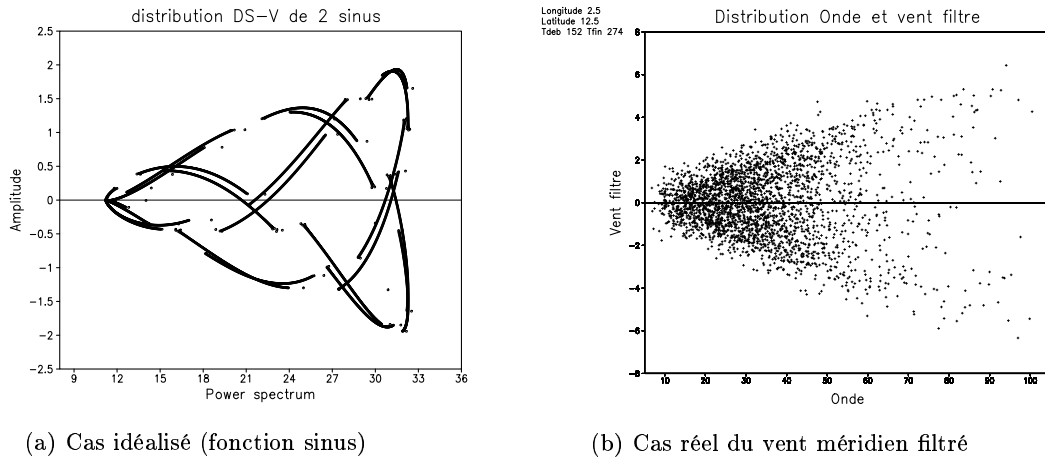 distribution DS-V de 2 sinus
2.5
2
1.5
1
0.5
0
-0.5
-1
-1.5
-2
-2.5
Amplitude
9 12 15 18 21 24 27 30 33 36
Power spectrum
(a) Cas idéalisé (fonction sinus)
Longitude 2.5
Latitude 12.5
Tdeb 152 Tfin 274
Distribution Onde et vent filtre
8
6
4
2
0
-2
-4
-6
-8
Vent filtre
10 20 30 40 50 60 70 80 90 100
Onde
(b) Cas réel du vent méridien filtré